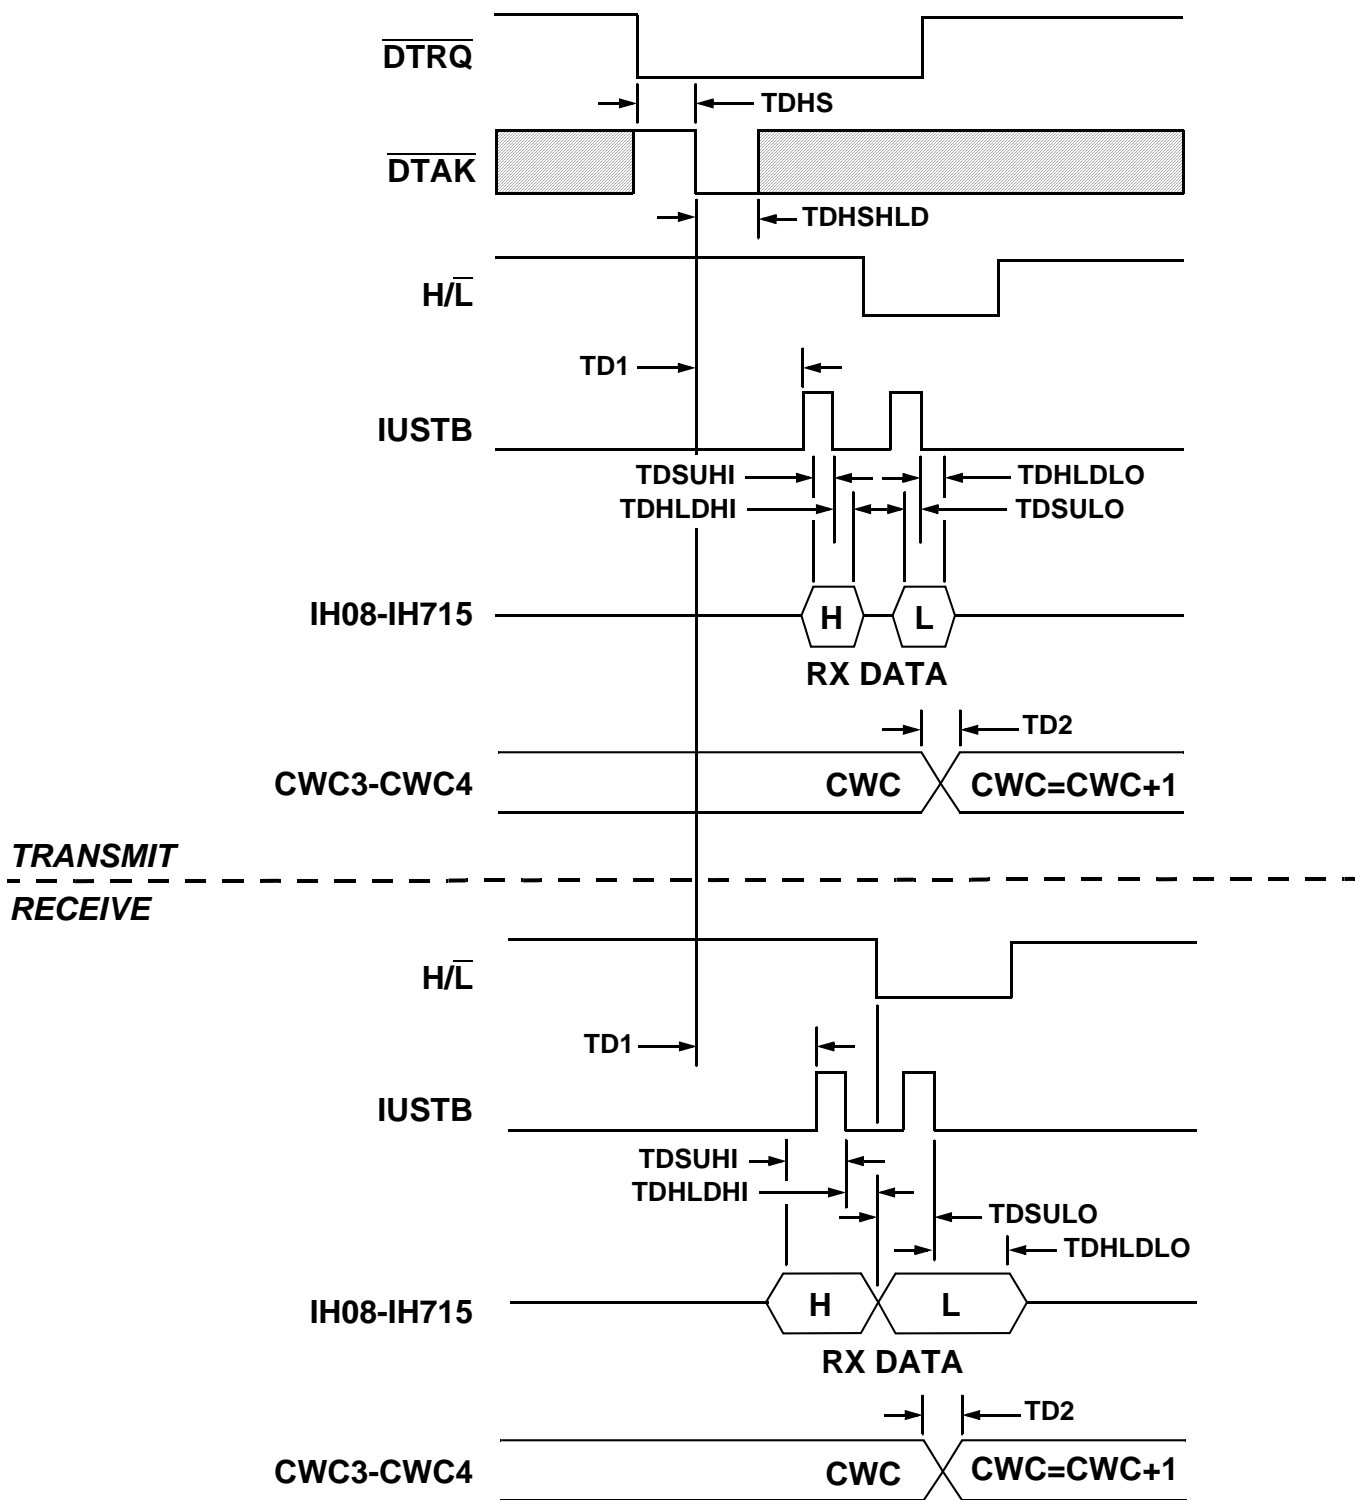 DTRQ
TDHS
DTAK
TDHSHLD
H/L
TD1
IUSTB
TDSUHI
TDHLDLO
TDHLDHI
TDSULO
IH08-IH715
H
L
RX DATA
TD2
CWC3-CWC4
CWC
CWC=CWC+1
TRANSMIT
RECEIVE
H/L
TD1
IUSTB
TDSUHI
TDHLDHI
TDSULO
TDHLDLO
IH08-IH715
H
L
RX DATA
TD2
CWC3-CWC4
CWC
CWC=CWC+1